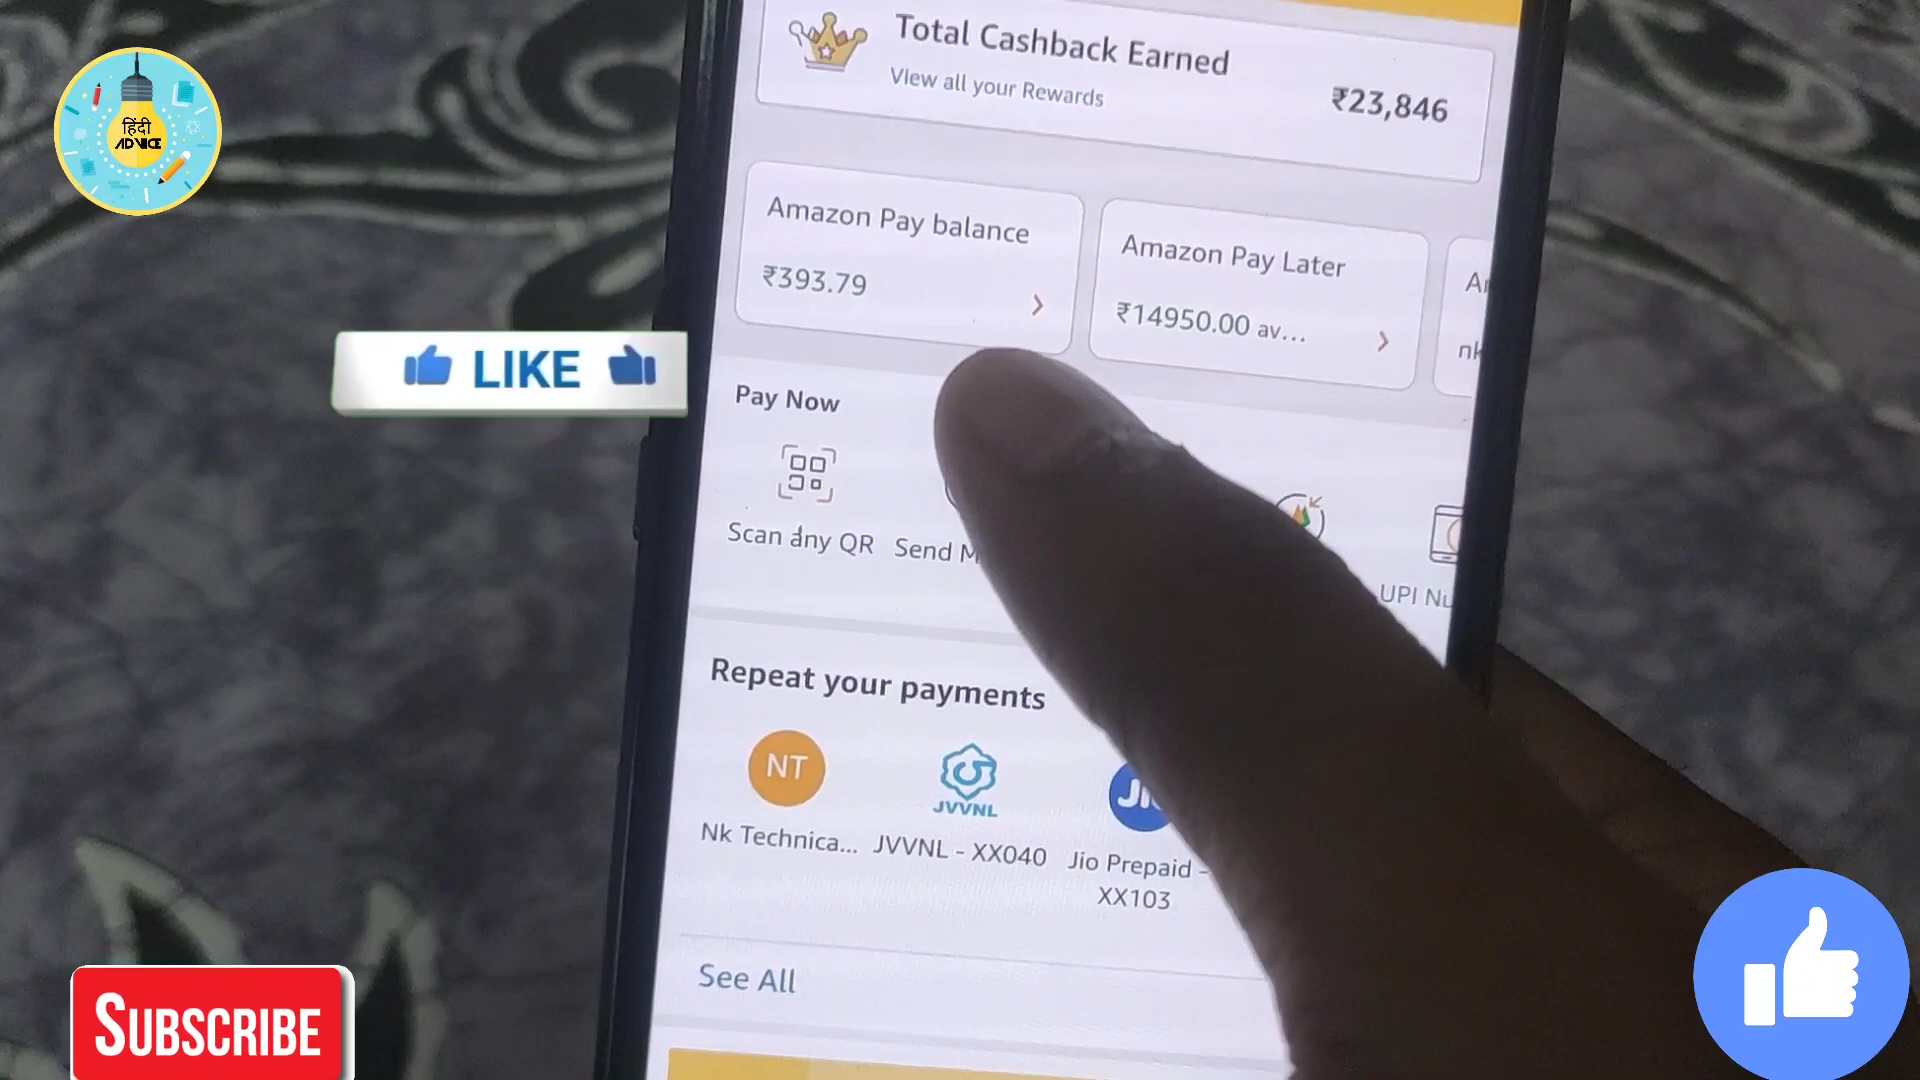 Total Cashback Earned
View all your Rewards
₹23,846
हिंदी
ADVICE
Amazon Pay balance
₹393.79
Amazon Pay Later
₹14950.00 av...
LIKE
Pay Now
Scan any QR
Send M
UPI Nu
Repeat your payments
NT
JVVNL
Jio
Nk Technica...
JVVNL - XX040
Jio Prepaid -
XX103
See All
SUBSCRIBE